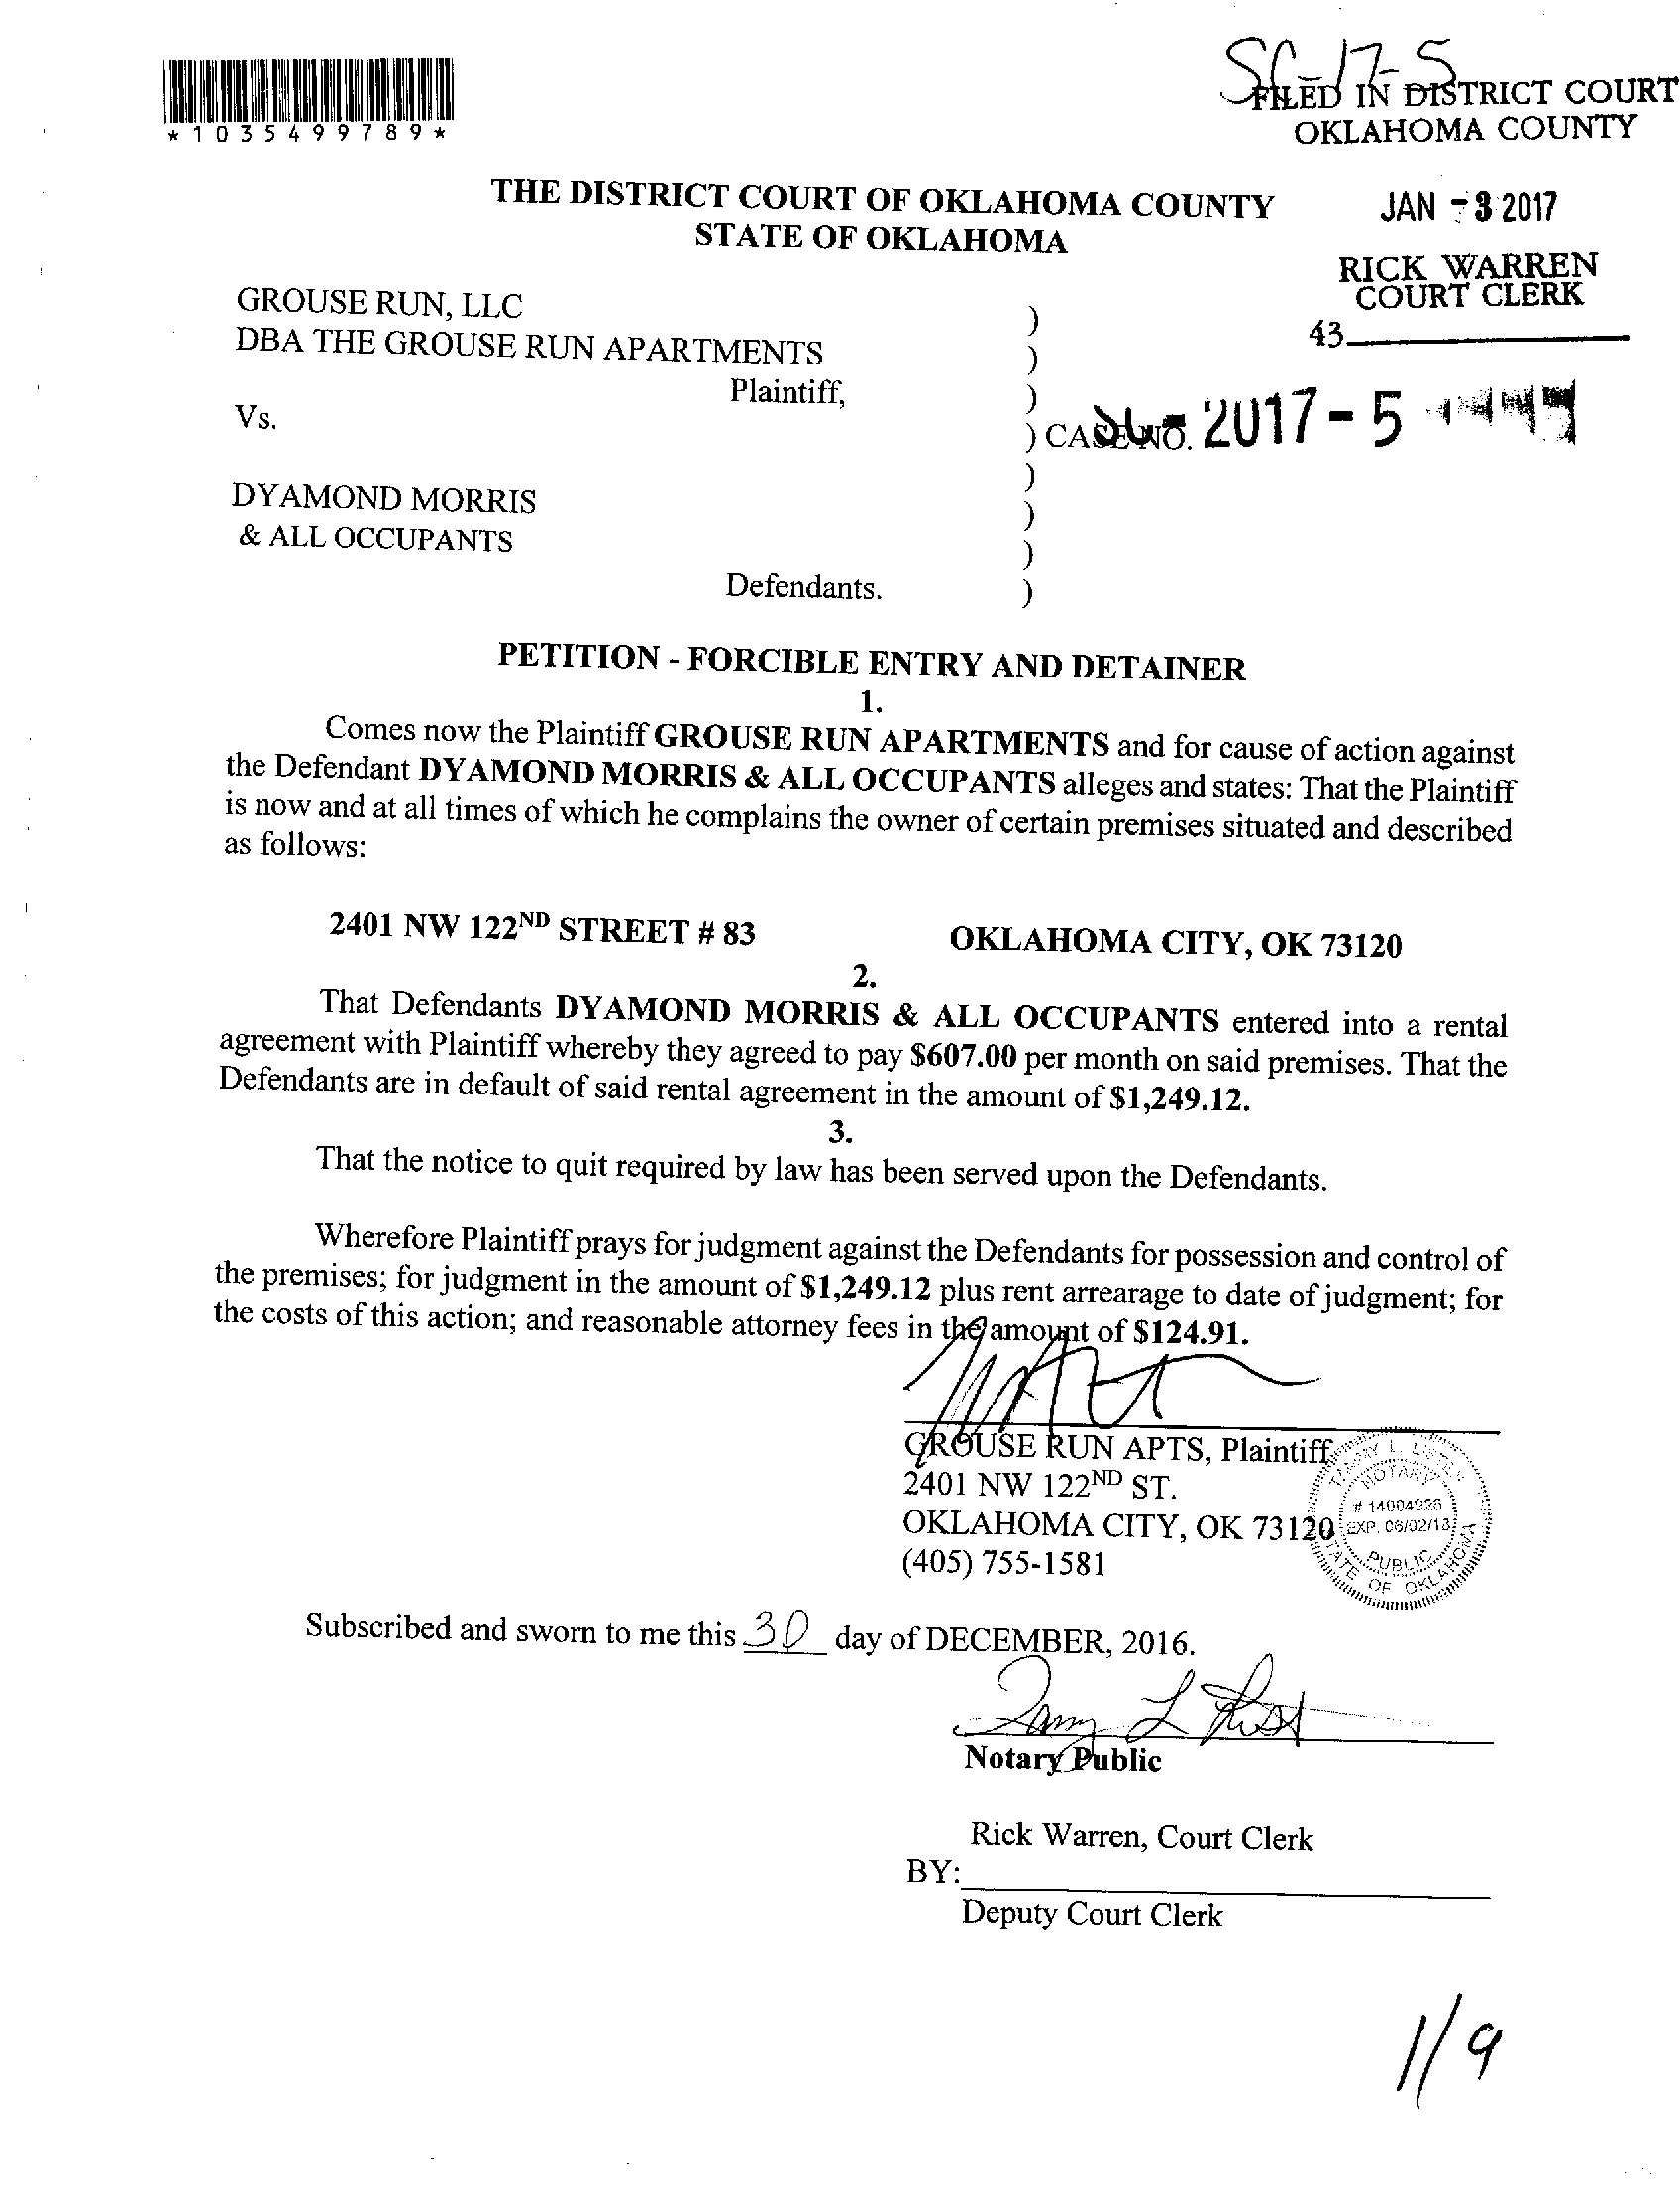 SC-17-5
FILED IN DISTRICT COURT
OKLAHOMA COUNTY
*1035499789*
THE DISTRICT COURT OF OKLAHOMA COUNTY
STATE OF OKLAHOMA
JAN - 3 2017
RICK WARREN
COURT CLERK
43
GROUSE RUN, LLC )
DBA THE GROUSE RUN APARTMENTS )
Plaintiff, )
Vs. ) CASE NO. 2017-5
)
DYAMOND MORRIS )
& ALL OCCUPANTS )
Defendants. )
PETITION - FORCIBLE ENTRY AND DETAINER
1.
Comes now the Plaintiff GROUSE RUN APARTMENTS and for cause of action against
the Defendant DYAMOND MORRIS & ALL OCCUPANTS alleges and states: That the Plaintiff
is now and at all times of which he complains the owner of certain premises situated and described
as follows:
2401 NW 122ND STREET # 83 OKLAHOMA CITY, OK 73120
2.
That Defendants DYAMOND MORRIS & ALL OCCUPANTS entered into a rental
agreement with Plaintiff whereby they agreed to pay $607.00 per month on said premises. That the
Defendants are in default of said rental agreement in the amount of $1,249.12.
3.
That the notice to quit required by law has been served upon the Defendants.
Wherefore Plaintiff prays for judgment against the Defendants for possession and control of
the premises; for judgment in the amount of $1,249.12 plus rent arrearage to date of judgment; for
the costs of this action; and reasonable attorney fees in the amount of $124.91.
GROUSE RUN APTS, Plaintiff
2401 NW 122ND ST.
OKLAHOMA CITY, OK 73120
(405) 755-1581
NOTARY
PUBLIC
STATE OF OKLAHOMA
Subscribed and sworn to me this 30 day of DECEMBER, 2016.
Notary Public
Rick Warren, Court Clerk
BY:
Deputy Court Clerk
1/9